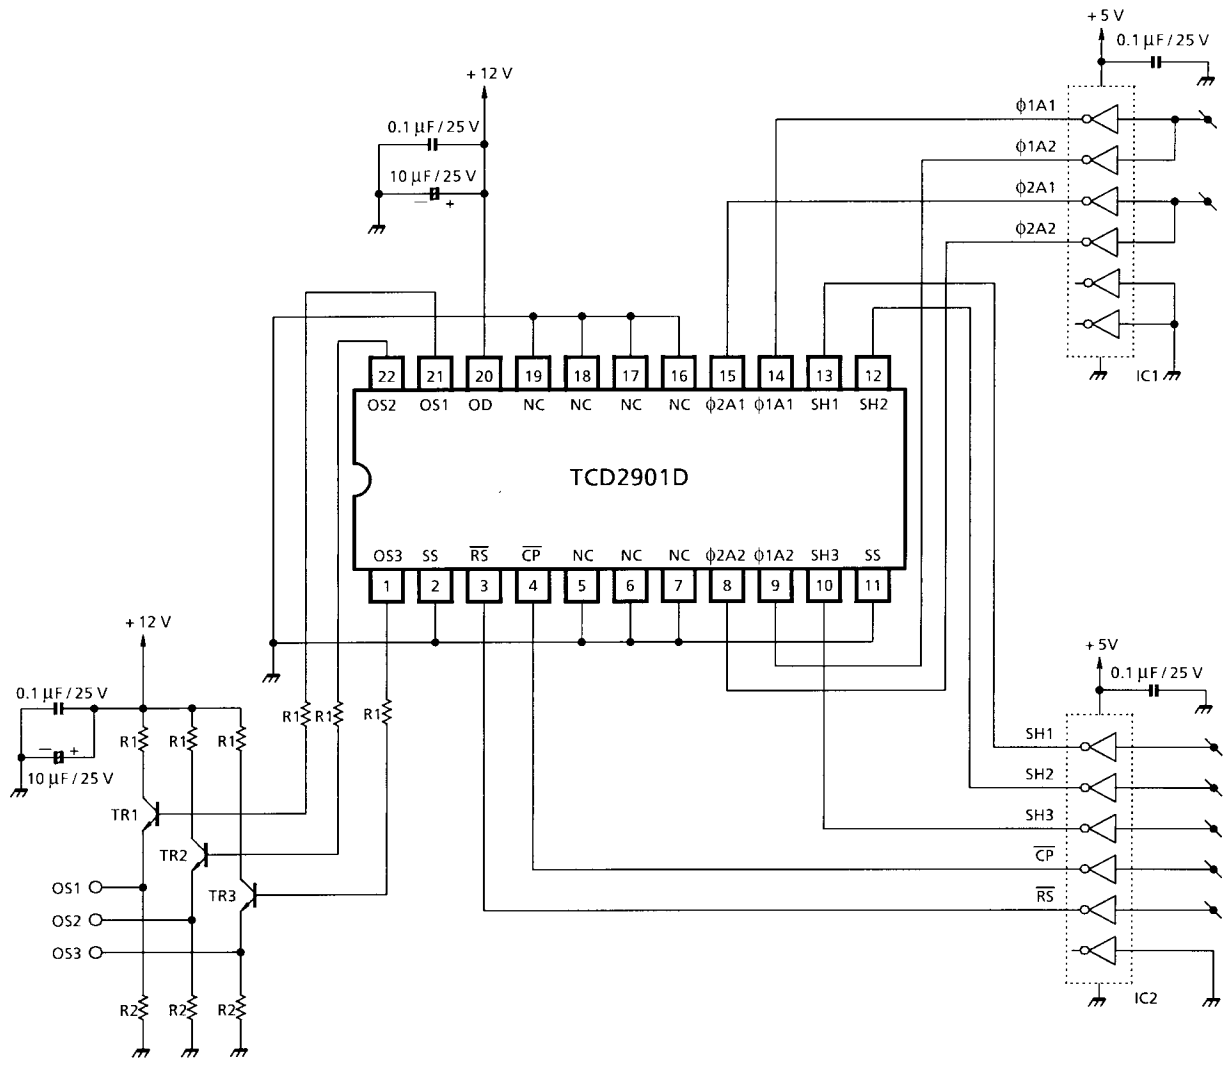 +5 V
0.1 μF/25 V
+12 V
0.1 μF/25 V
10 μF/25 V
− +
ϕ1A1
ϕ1A2
ϕ2A1
ϕ2A2
IC1
22 21 20 19 18 17 16 15 14 13 12
OS2 OS1 OD NC NC NC NC ϕ2A1 ϕ1A1 SH1 SH2
TCD2901D
OS3 SS R̅S̅ C̅P̅ NC NC NC ϕ2A2 ϕ1A2 SH3 SS
1 2 3 4 5 6 7 8 9 10 11
+12 V
0.1 μF/25 V
− +
10 μF/25 V
R1 R1 R1
R1 R1 R1
TR1
TR2
TR3
OS1
OS2
OS3
R2 R2 R2
+5V
0.1 μF/25 V
SH1
SH2
SH3
C̅P̅
R̅S̅
IC2